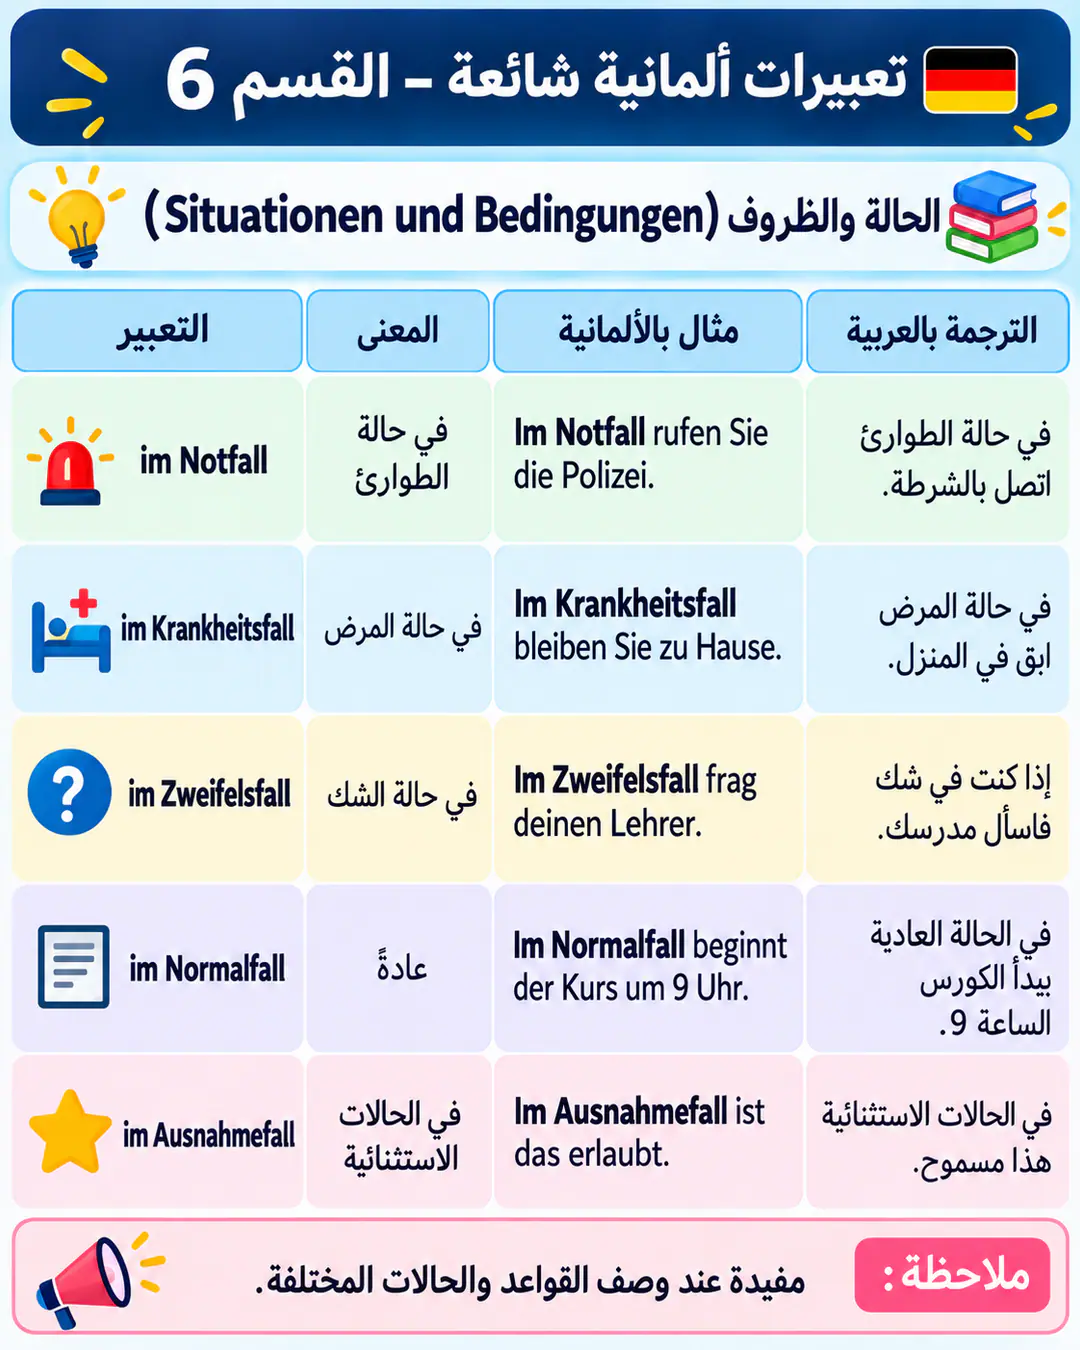 تعبيرات ألمانية شائعة – القسم 6
الحالة والظروف (Situationen und Bedingungen)
التعبير
المعنى
مثال بالألمانية
الترجمة بالعربية
im Notfall
في حالة
الطوارئ
Im Notfall rufen Sie
die Polizei.
في حالة الطوارئ
اتصل بالشرطة.
im Krankheitsfall
في حالة المرض
Im Krankheitsfall
bleiben Sie zu Hause.
في حالة المرض
ابق في المنزل.
?
im Zweifelsfall
في حالة الشك
Im Zweifelsfall frag
deinen Lehrer.
إذا كنت في شك
فاسأل مدرسك.
im Normalfall
عادةً
Im Normalfall beginnt
der Kurs um 9 Uhr.
في الحالة العادية
يبدأ الكورس
الساعة 9.
im Ausnahmefall
في الحالات
الاستثنائية
Im Ausnahmefall ist
das erlaubt.
في الحالات الاستثنائية
هذا مسموح.
ملاحظة:
مفيدة عند وصف القواعد والحالات المختلفة.